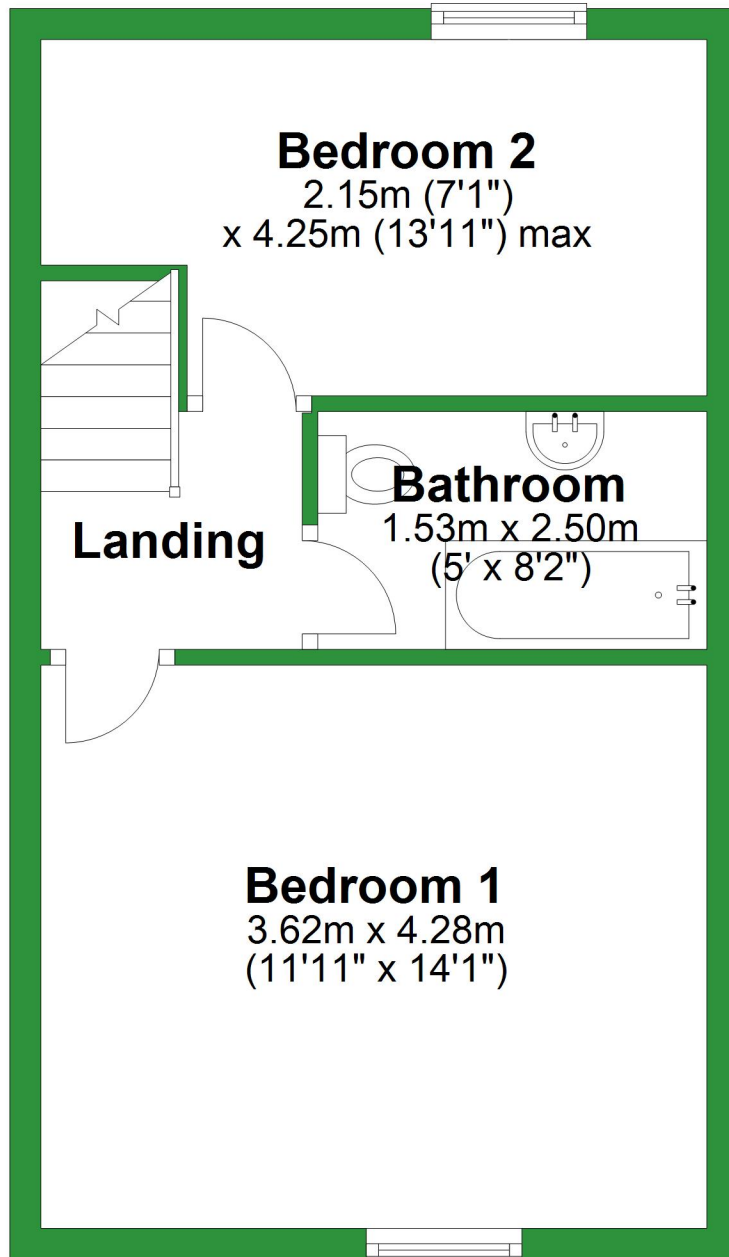 Bedroom 2
2.15m (7'1")
x 4.25m (13'11") max
Bathroom
1.53m x 2.50m
(5' x 8'2")
Landing
Bedroom 1
3.62m x 4.28m
(11'11" x 14'1")